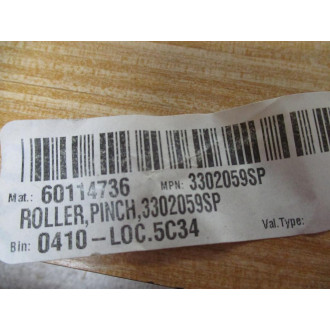 Mat.: 60114736 MPN: 3302059SP
ROLLER,PINCH,3302059SP
Bin: 0410-LOC.5C34 Val.Type: